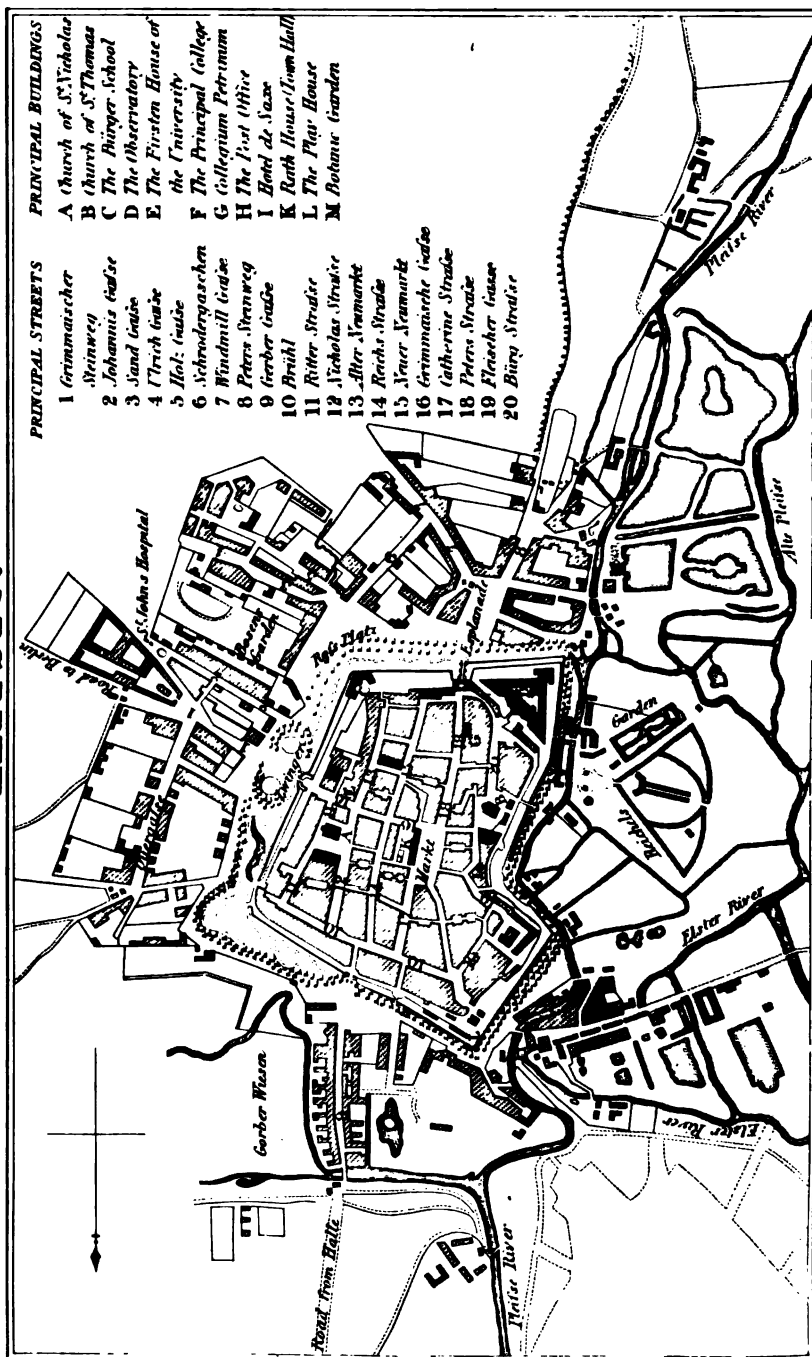 PRINCIPAL STREETS
1 Grimmaischer
Steinweg
2 Johannis Gaſse
3 Sand Gaſse
4 Ulrich Gaſse
5 Holz Gaſse
6 Schrodergaschen
7 Windmill Gaſse
8 Peters Steinweg
9 Gerber Gaſse
10 Brühl
11 Ritter Straſse
12 Nicholas Straſse
13 Alter Neumarkt
14 Reichs Straſse
15 Neuer Neumarkt
16 Grimmaische Gaſse
17 Catherine Straſse
18 Peters Straſse
19 Fleischer Gasse
20 Bürg Straſse
PRINCIPAL BUILDINGS
A Church of St. Nicholas
B Church of St. Thomas
C The Bürger School
D The Observatory
E The Firsten House of
the University
F The Principal College
G Collegium Petrinum
H The Post Office
I Hotel de Saxe
K Rath House (Town Hall)
L The Play House
M Botanic Garden
Road to Berlin
St. John's Hospital
Garden
Roſs Platz
Esplanade
Markt
A
K
Reichels
Garden
Gerber Wiesen
Road from Halle
Pleiſse River
Elster River
Elster River
Alte Pleiſse
Pleiſse River